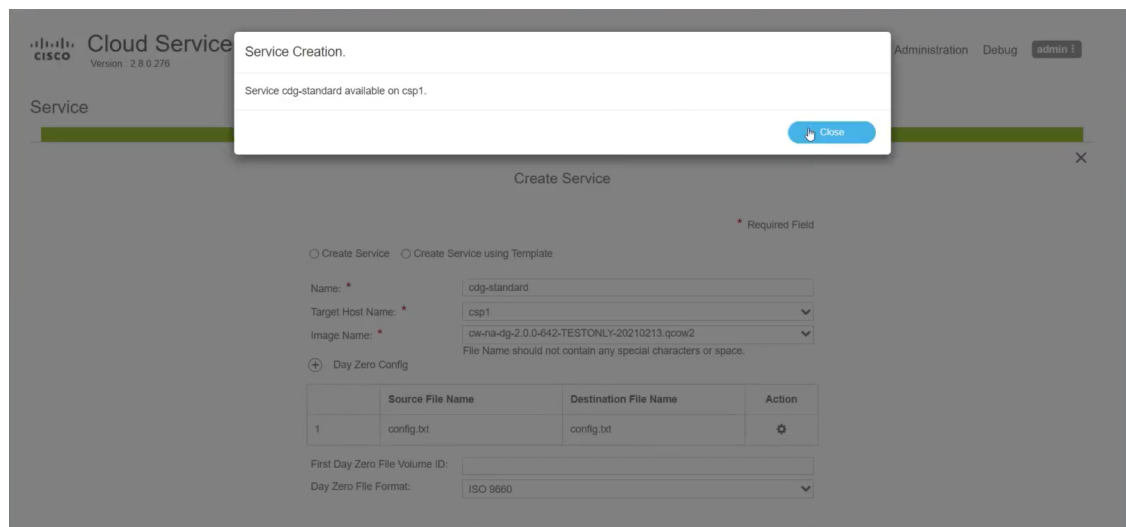 Cloud Service
CISCO
Version 2.8.0.276
Administration Debug admin
Service Creation.
Service cdg-standard available on csp1.
Close
Service
Create Service
* Required Field
Create Service Create Service using Template
Name: * cdg-standard
Target Host Name: * csp1
Image Name: * cw-na-dg-2.0.0-642-TESTONLY-20210213.qcow2
File Name should not contain any special characters or space.
Day Zero Config
Source File Name Destination File Name Action
1 config.txt config.txt
First Day Zero File Volume ID:
Day Zero File Format: ISO 9660